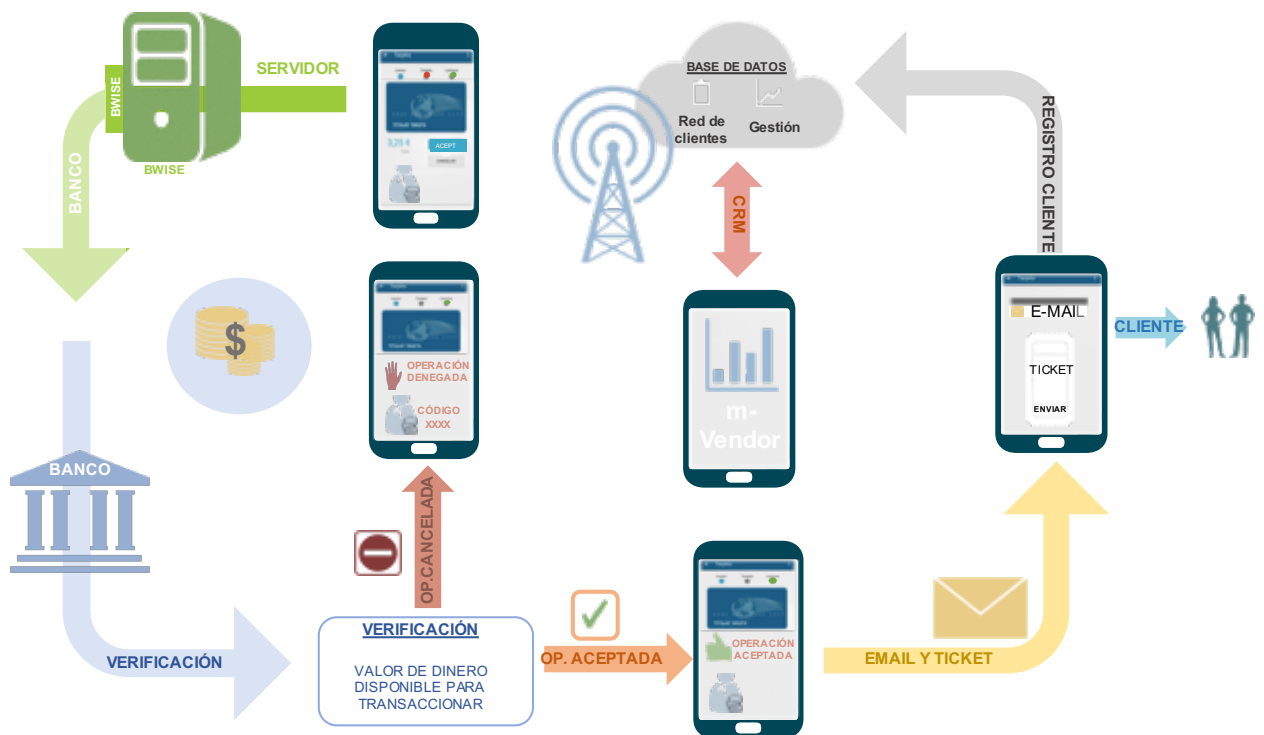 SERVIDOR
BWISE
BWISE
BANCO
3,25 €
ACEPT
BASE DE DATOS
Red de
clientes
Gestión
CRM
REGISTRO CLIENTE
$
OPERACIÓN
DENEGADA
CÓDIGO
XXXX
m-
Vendor
E-MAIL
TICKET
ENVIAR
CLIENTE
BANCO
OP.CANCELADA
VERIFICACIÓN
VERIFICACIÓN
VALOR DE DINERO
DISPONIBLE PARA
TRANSACCIONAR
OP. ACEPTADA
OPERACIÓN
ACEPTADA
EMAIL Y TICKET